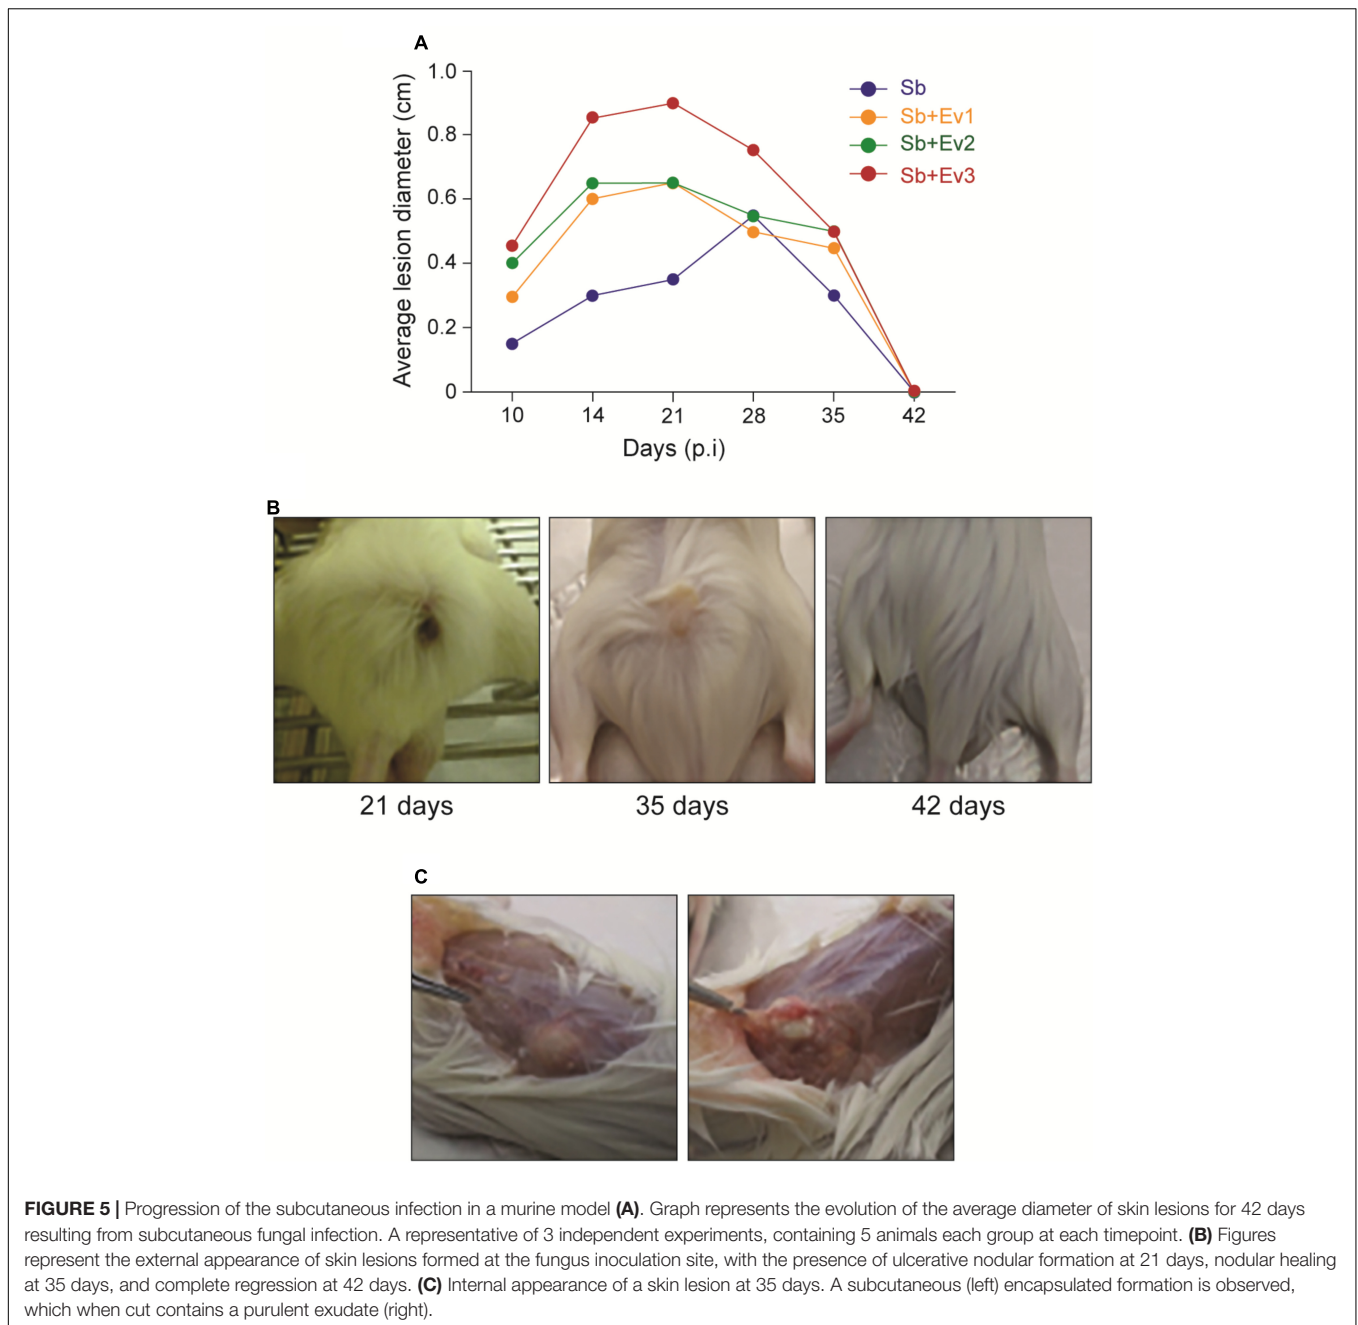 A
1.0
0.8
0.6
0.4
0.2
0
Average lesion diameter (cm)
Sb
Sb+Ev1
Sb+Ev2
Sb+Ev3
10 14 21 28 35 42
Days (p.i)
B
21 days 35 days 42 days
C
FIGURE 5 | Progression of the subcutaneous infection in a murine model (A). Graph represents the evolution of the average diameter of skin lesions for 42 days
resulting from subcutaneous fungal infection. A representative of 3 independent experiments, containing 5 animals each group at each timepoint. (B) Figures
represent the external appearance of skin lesions formed at the fungus inoculation site, with the presence of ulcerative nodular formation at 21 days, nodular healing
at 35 days, and complete regression at 42 days. (C) Internal appearance of a skin lesion at 35 days. A subcutaneous (left) encapsulated formation is observed,
which when cut contains a purulent exudate (right).